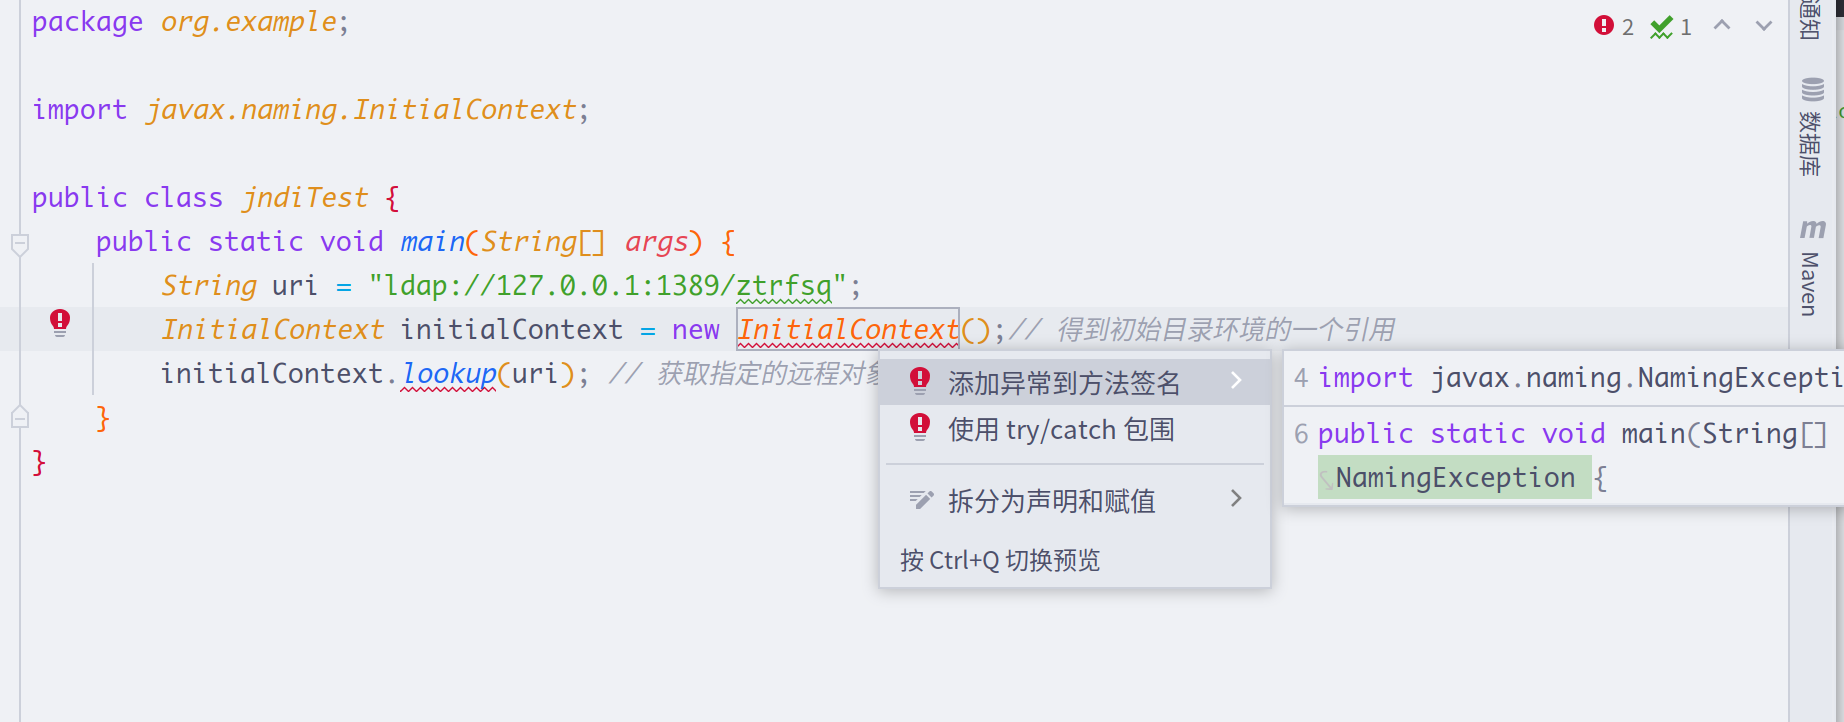 package org.example;
2 1
import javax.naming.InitialContext;
public class jndiTest {
public static void main(String[] args) {
String uri = "ldap://127.0.0.1:1389/ztrfsq";
InitialContext initialContext = new InitialContext();// 得到初始目录环境的一个引用
initialContext.lookup(uri); // 获取指定的远程对象
}
}
添加异常到方法签名
使用 try/catch 包围
拆分为声明和赋值
按 Ctrl+Q 切换预览
4 import javax.naming.NamingExcepti
6 public static void main(String[]
NamingException {
通知
数据库
m Maven